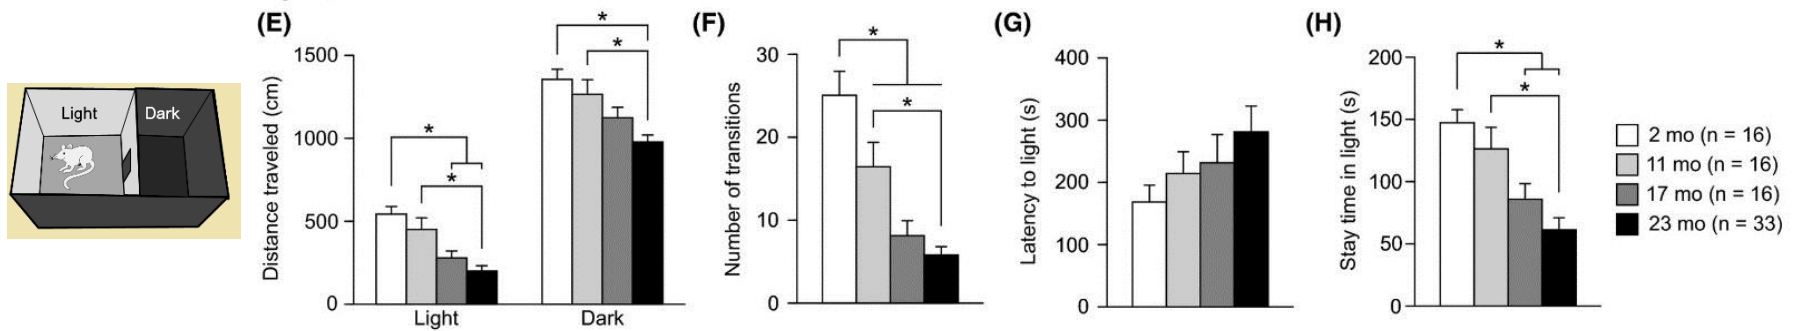 Light
Dark
(E)
Distance traveled (cm)
1500
1000
500
0
*
*
*
*
Light
Dark
(F)
Number of transitions
30
20
10
0
*
*
(G)
Latency to light (s)
400
300
200
100
0
(H)
Stay time in light (s)
200
150
100
50
0
*
*
2 mo (n = 16)
11 mo (n = 16)
17 mo (n = 16)
23 mo (n = 33)